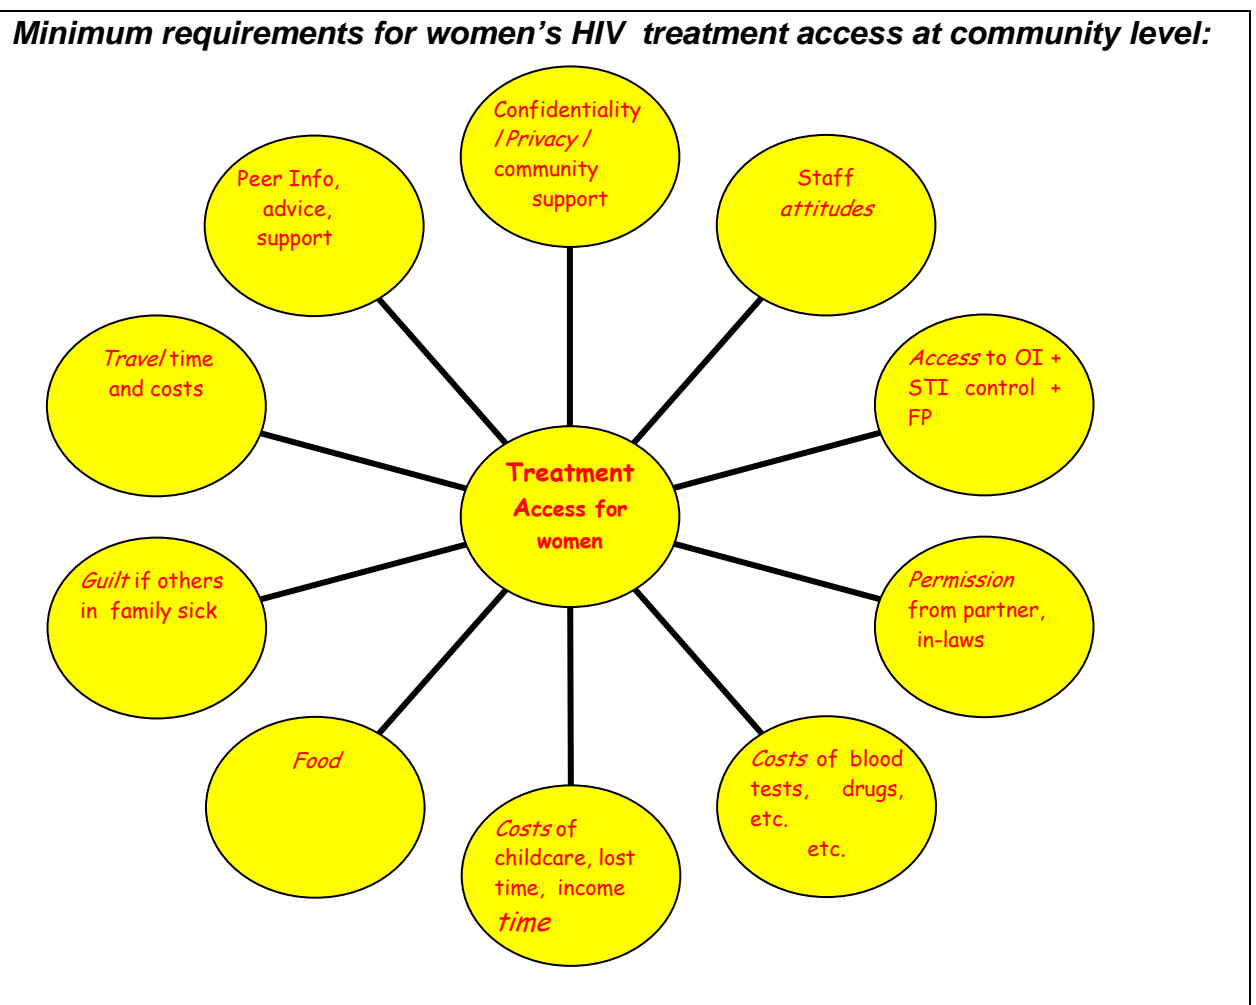 Minimum requirements for women’s HIV treatment access at community level:
Confidentiality
/Privacy /
community
support
Staff
attitudes
Access to OI +
STI control +
FP
Permission
from partner,
in-laws
Costs of blood
tests, drugs,
etc.
etc.
Costs of
childcare, lost
time, income
time
Food
Guilt if others
in family sick
Travel time
and costs
Peer Info,
advice,
support
Treatment
Access for
women